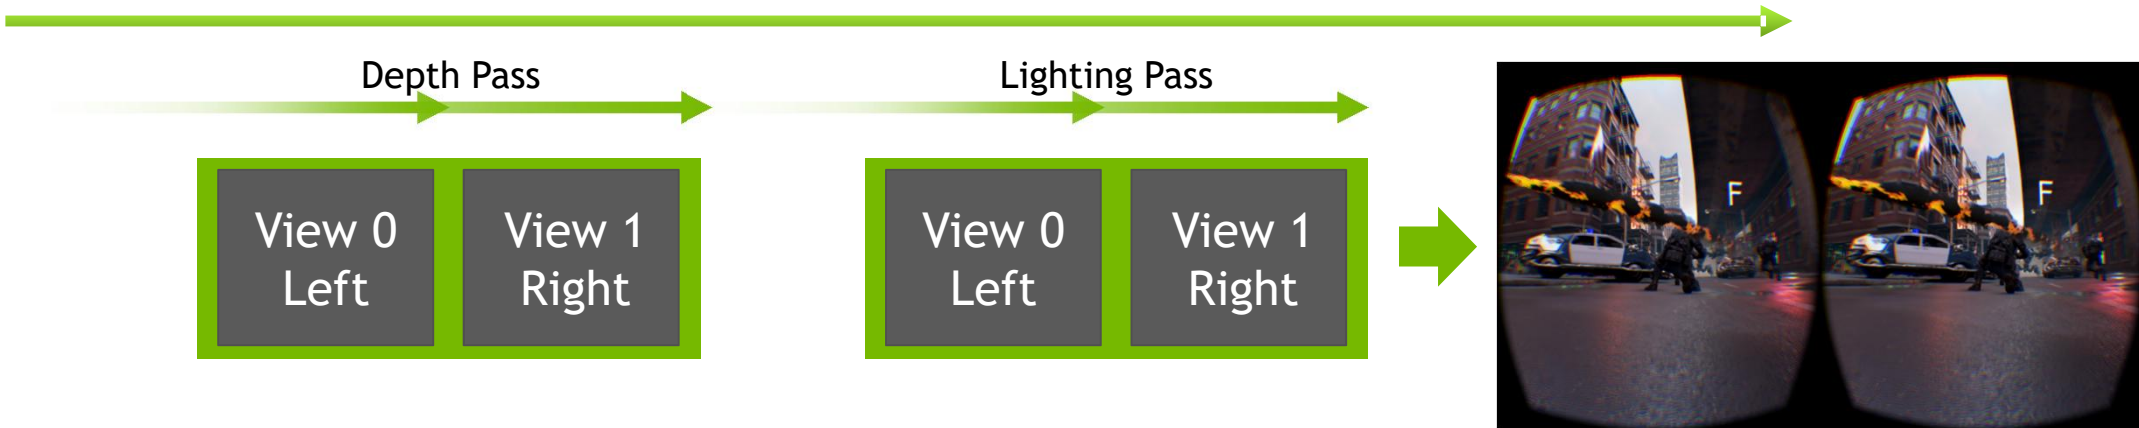 Depth Pass
Lighting Pass
View 0
Left
View 1
Right
View 0
Left
View 1
Right
F
F